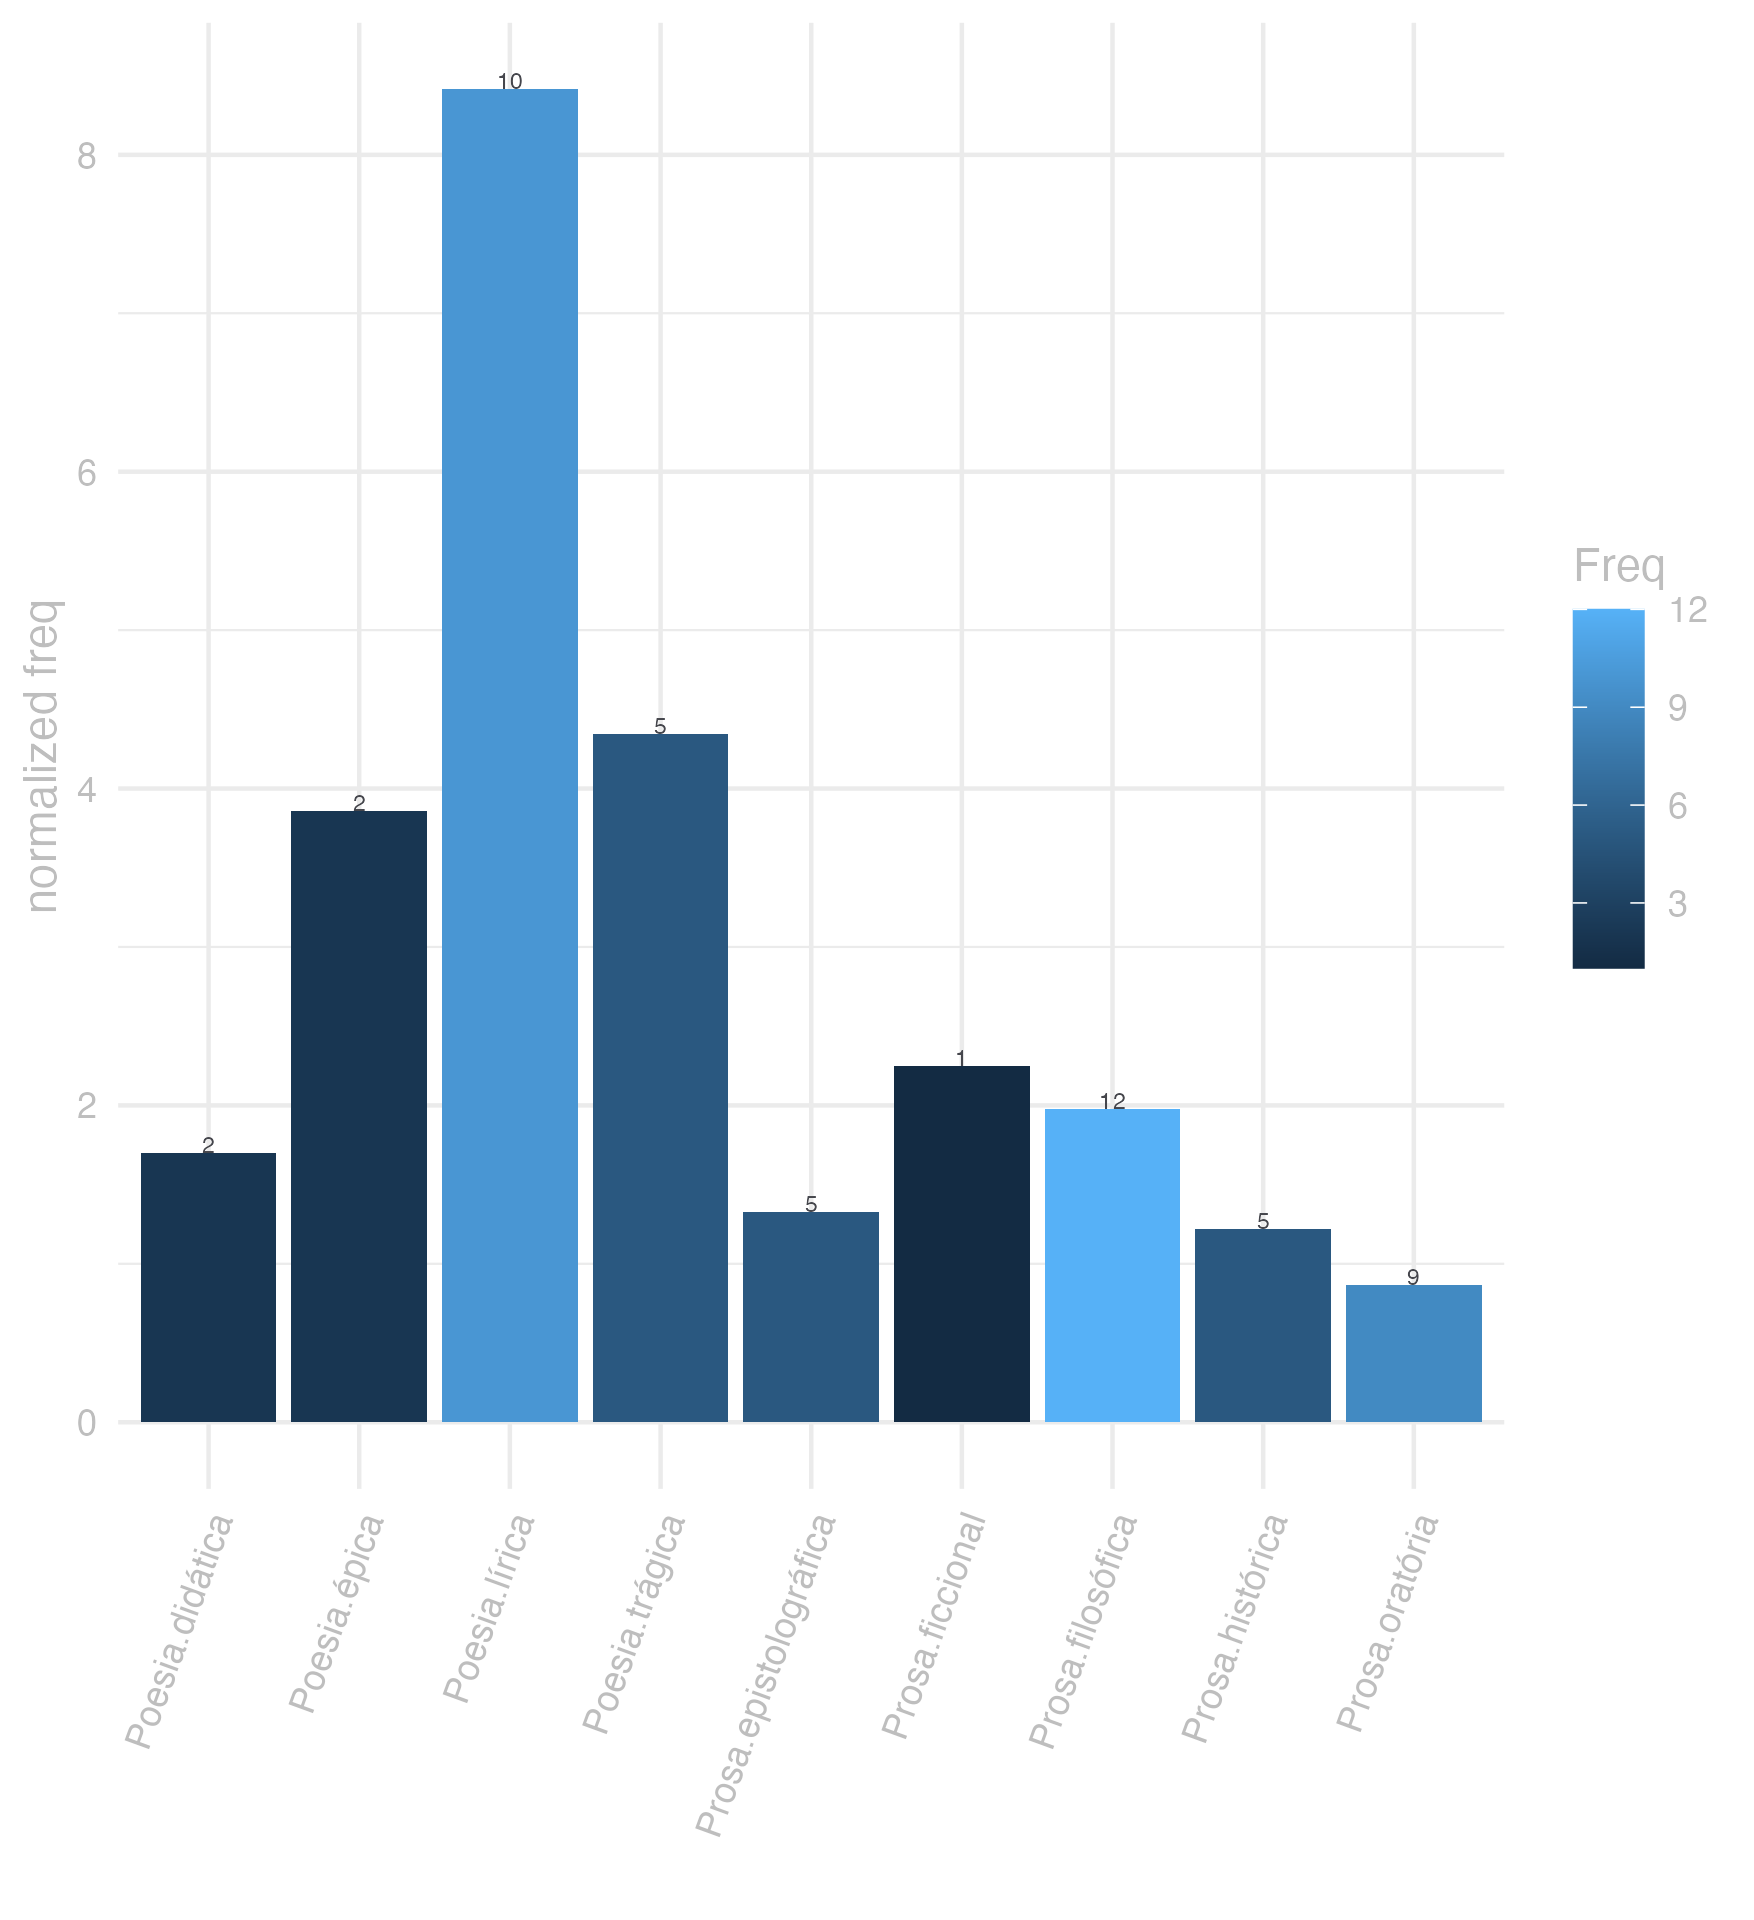 10
8
6
5
2
4
1
12
2
2
5
5
9
0
normalized freq
Poesia.didática
Poesia.épica
Poesia.lírica
Poesia.trágica
Prosa.epistolográfica
Prosa.ficcional
Prosa.filosófica
Prosa.histórica
Prosa.oratória
Freq
12
9
6
3